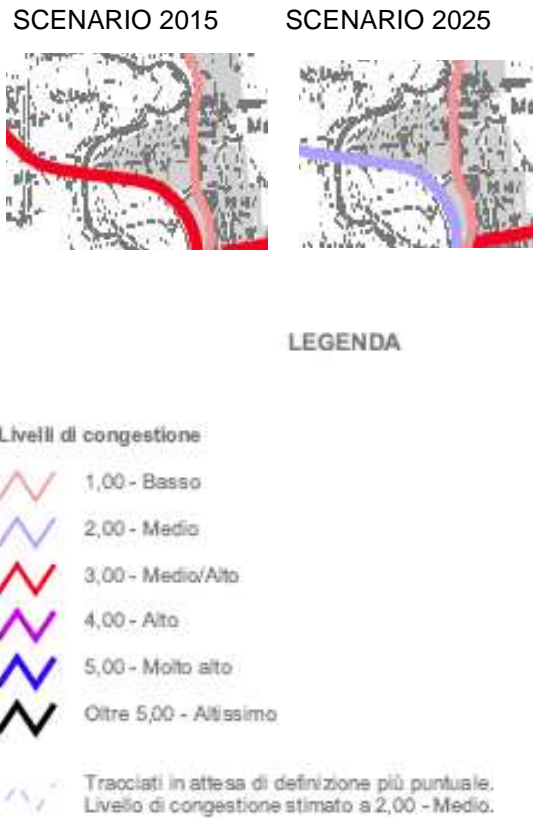 SCENARIO 2015 SCENARIO 2025
LEGENDA
Livelli di congestione
1,00 - Basso
2,00 - Medio
3,00 - Medio/Alto
4,00 - Alto
5,00 - Molto alto
Oltre 5,00 - Altissimo
Tracciati in attesa di definizione più puntuale.
Livello di congestione stimato a 2,00 - Medio.